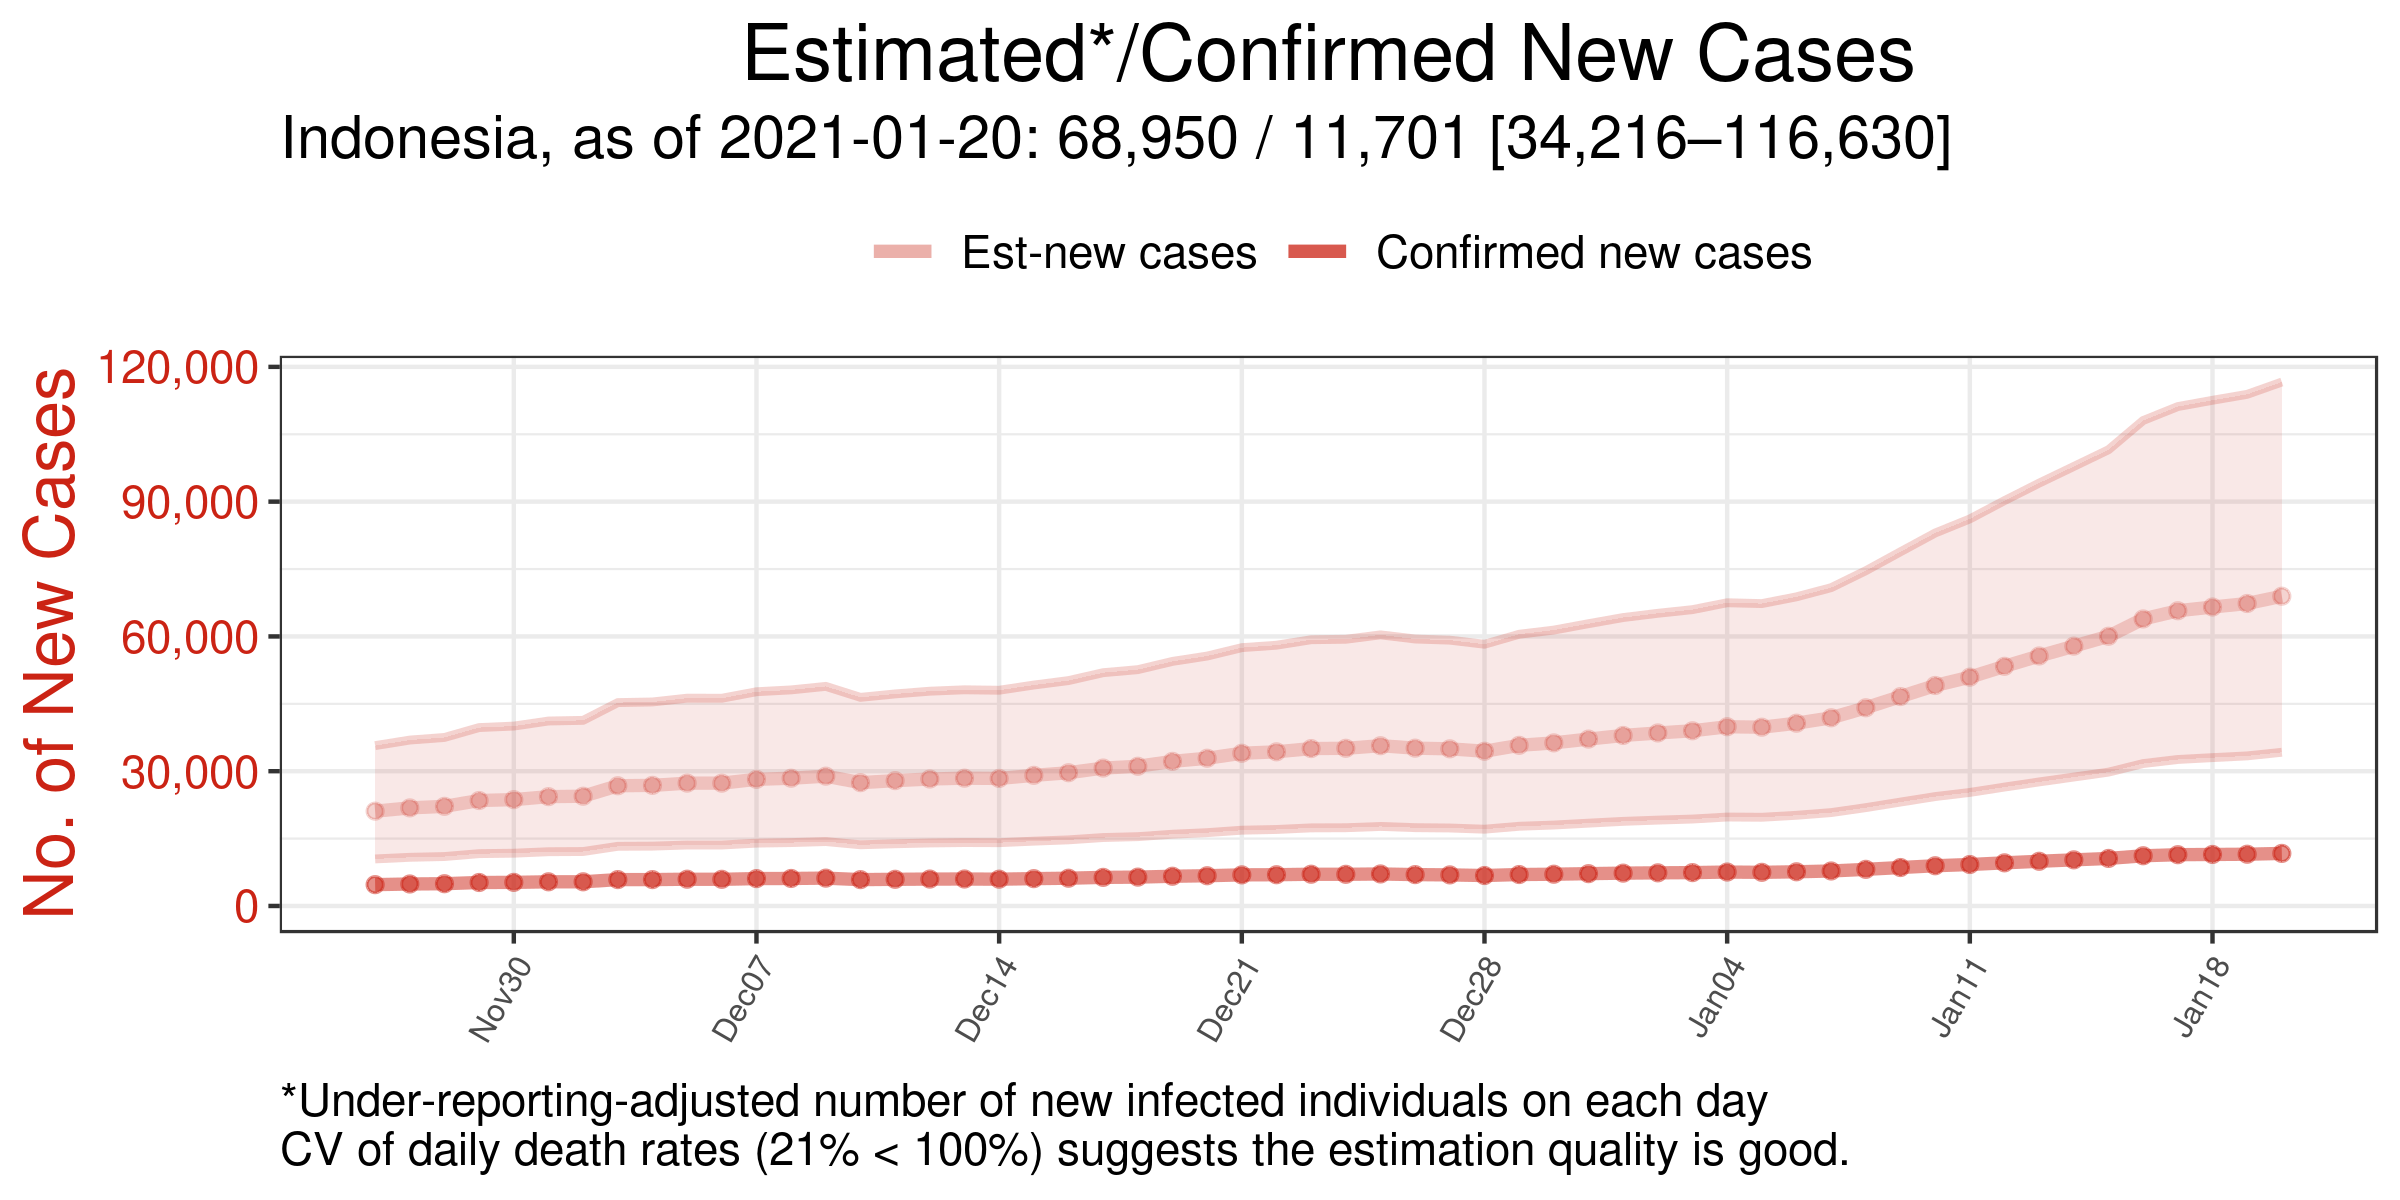 Estimated*/Confirmed New Cases
Indonesia, as of 2021-01-20: 68,950 / 11,701 [34,216–116,630]
Est-new cases
Confirmed new cases
No. of New Cases
120,000
90,000
60,000
30,000
0
Nov30
Dec07
Dec14
Dec21
Dec28
Jan04
Jan11
Jan18
*Under-reporting-adjusted number of new infected individuals on each day
CV of daily death rates (21% < 100%) suggests the estimation quality is good.